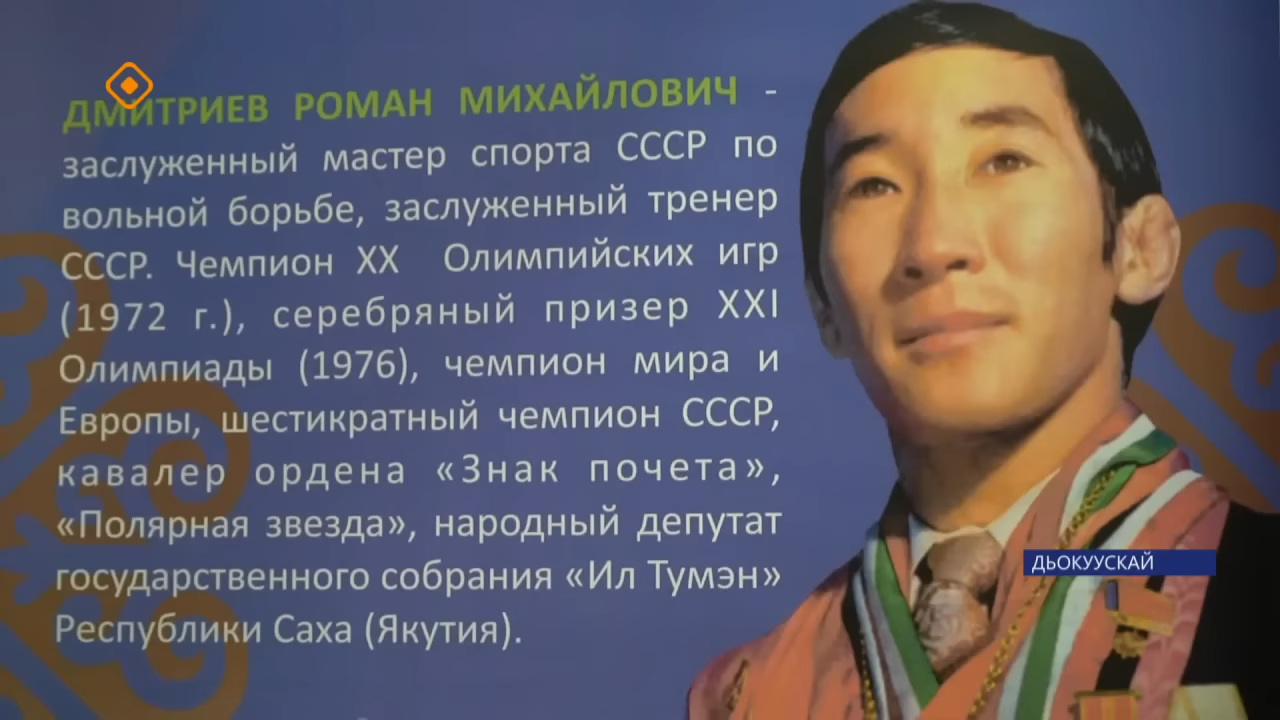 ДМИТРИЕВ РОМАН МИХАЙЛОВИЧ -
заслуженный мастер спорта СССР по
вольной борьбе, заслуженный тренер
СССР. Чемпион XX Олимпийских игр
(1972 г.), серебряный призер XXI
Олимпиады (1976), чемпион мира и
Европы, шестикратный чемпион СССР,
кавалер ордена «Знак почета»,
«Полярная звезда», народный депутат
государственного собрания «Ил Тумэн»
Республики Саха (Якутия).
ДЬОКУУСКАЙ